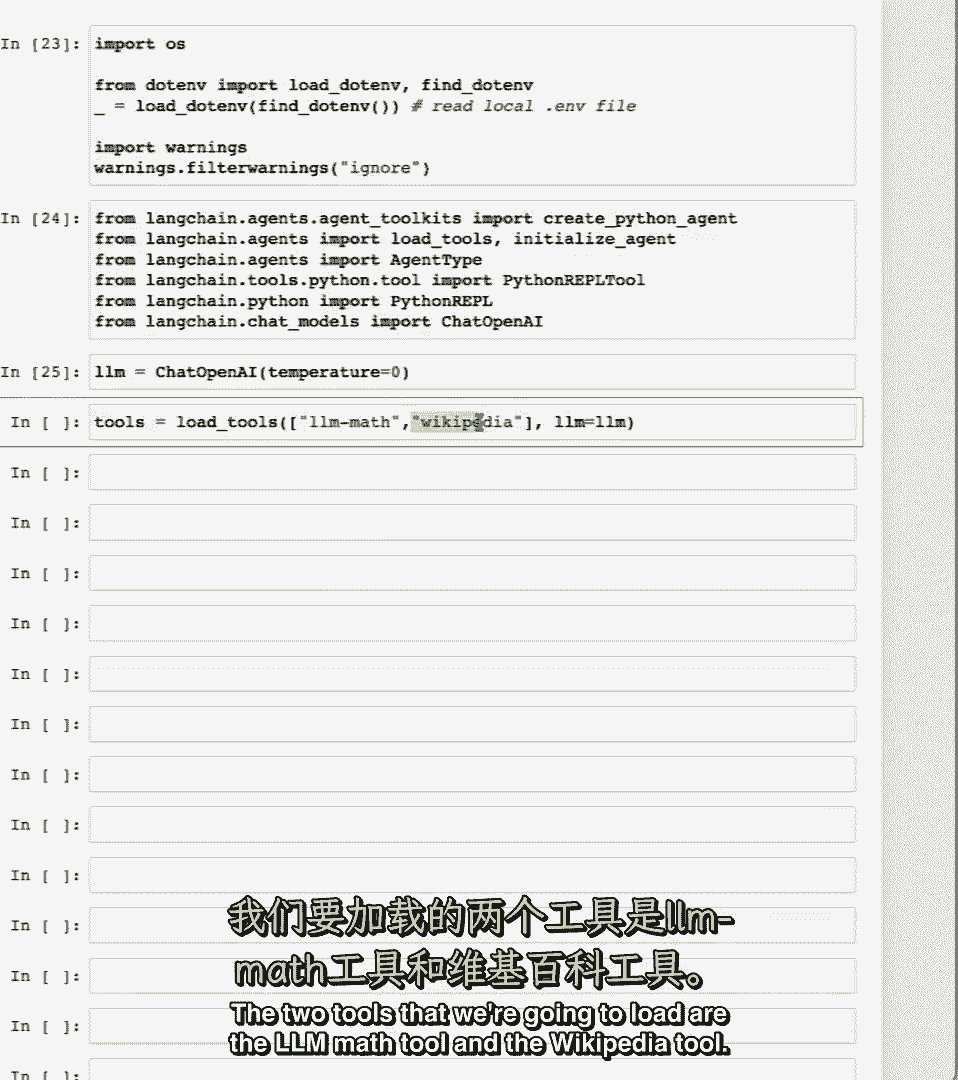 In [23]: import os
from dotenv import load_dotenv, find_dotenv
_ = load_dotenv(find_dotenv()) # read local .env file
import warnings
warnings.filterwarnings("ignore")
In [24]: from langchain.agents.agent_toolkits import create_python_agent
from langchain.agents import load_tools, initialize_agent
from langchain.agents import AgentType
from langchain.tools.python.tool import PythonREPLTool
from langchain.python import PythonREPL
from langchain.chat_models import ChatOpenAI
In [25]: llm = ChatOpenAI(temperature=0)
In [ ]: tools = load_tools(["llm-math","wikipedia"], llm=llm)
In [ ]:
In [ ]:
In [ ]:
In [ ]:
In [ ]:
In [ ]:
In [ ]:
In [ ]:
In [ ]:
In [ ]:
In [ ]:
In [ ]:
In [ ]:
我们要加载的两个工具是llm-
math工具和维基百科工具。
The two tools that we're going to load are
the LLM math tool and the Wikipedia tool.